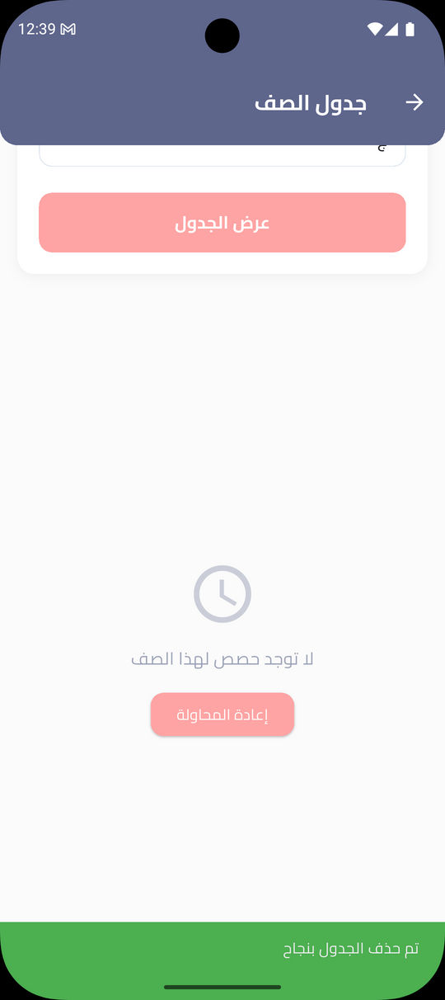 12:39
جدول الصف
ج
عرض الجدول
لا توجد حصص لهذا الصف
إعادة المحاولة
تم حذف الجدول بنجاح